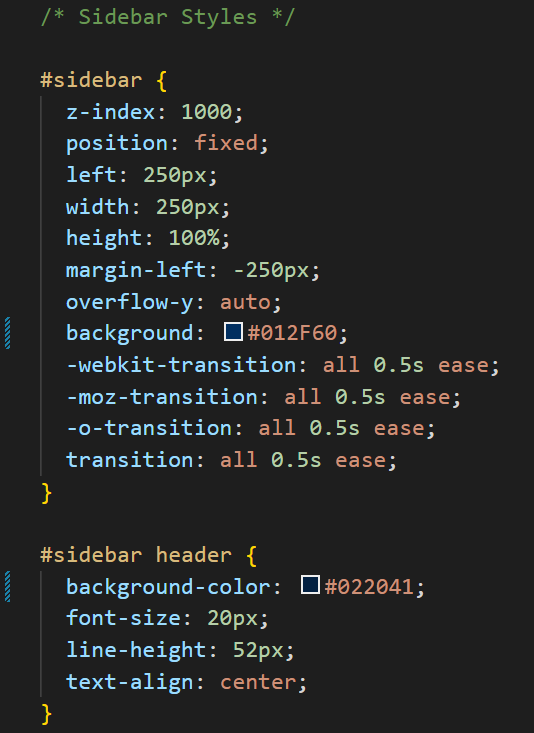 /* Sidebar Styles */
#sidebar {
z-index: 1000;
position: fixed;
left: 250px;
width: 250px;
height: 100%;
margin-left: -250px;
overflow-y: auto;
background: #012F60;
-webkit-transition: all 0.5s ease;
-moz-transition: all 0.5s ease;
-o-transition: all 0.5s ease;
transition: all 0.5s ease;
}
#sidebar header {
background-color: #022041;
font-size: 20px;
line-height: 52px;
text-align: center;
}